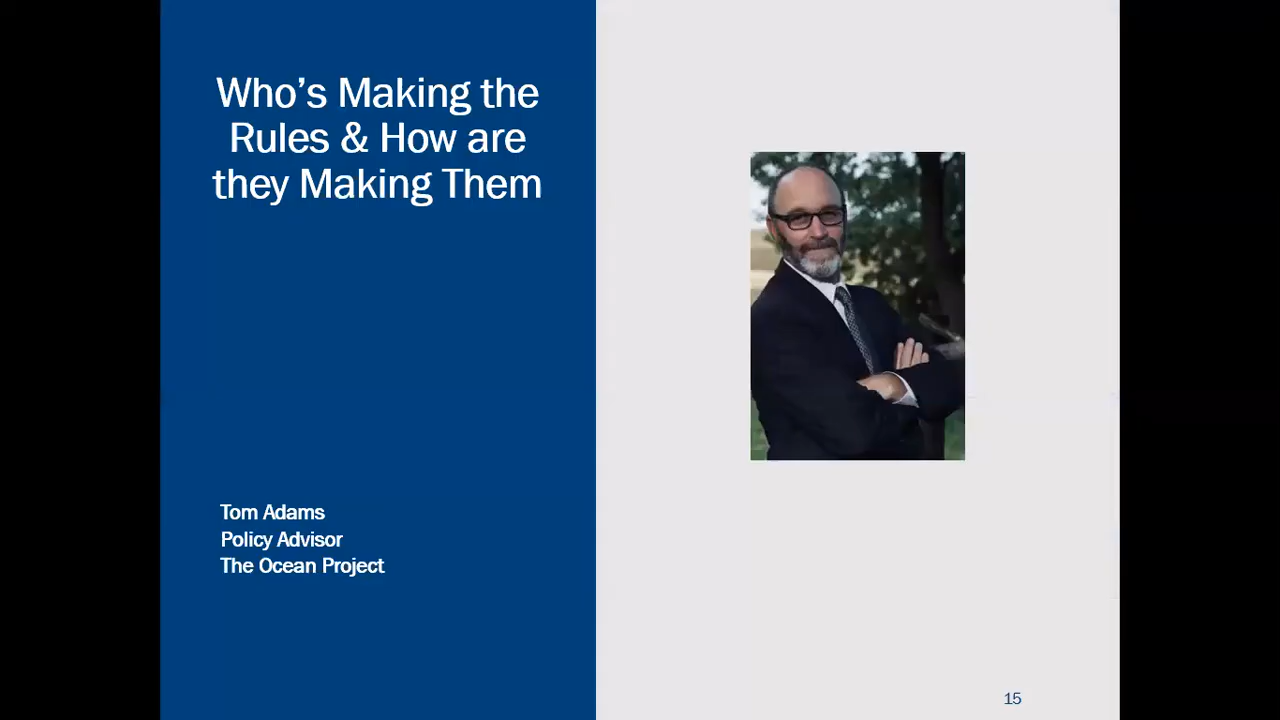 Who’s Making the
Rules & How are
they Making Them
Tom Adams
Policy Advisor
The Ocean Project
15